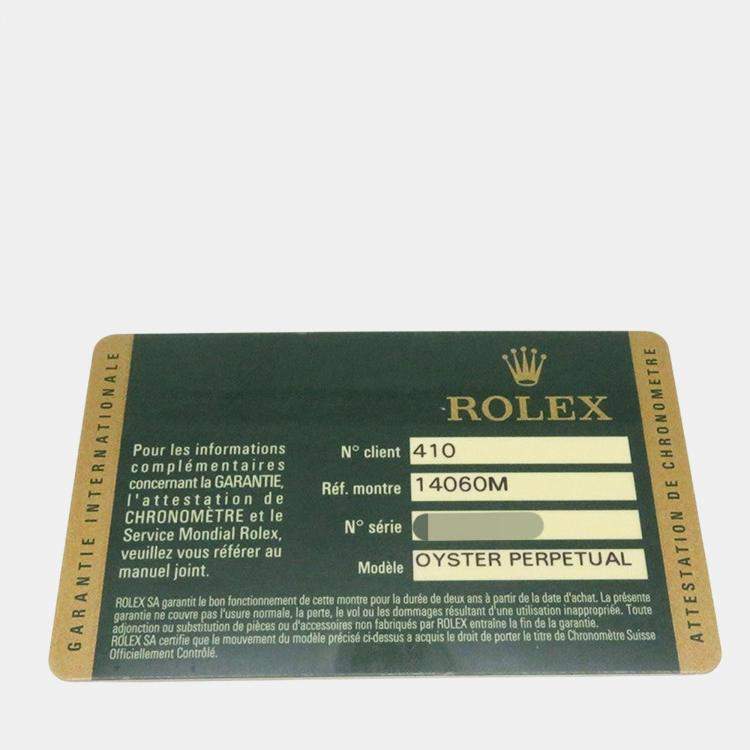 GARANTIE INTERNATIONALE
ROLEX
Pour les informations
complémentaires
concernant la GARANTIE,
l'attestation de
CHRONOMÈTRE et le
Service Mondial Rolex,
veuillez vous référer au
manuel joint.
N° client 410
Réf. montre 14060M
N° série
Modèle OYSTER PERPETUAL
ROLEX SA garantit le bon fonctionnement de cette montre pour la durée de deux ans à partir de la date d'achat. La présente
garantie ne couvre pas l'usure normale, la perte, le vol ou les dommages résultant d'une utilisation inappropriée. Toute
adjonction ou substitution de pièces ou d'accessoires non fabriqués par ROLEX entraîne la fin de la garantie.
ROLEX SA certifie que le mouvement du modèle précisé ci-dessus a acquis le droit de porter le titre de Chronomètre Suisse
Officiellement Contrôlé.
ATTESTATION DE CHRONOMETRE